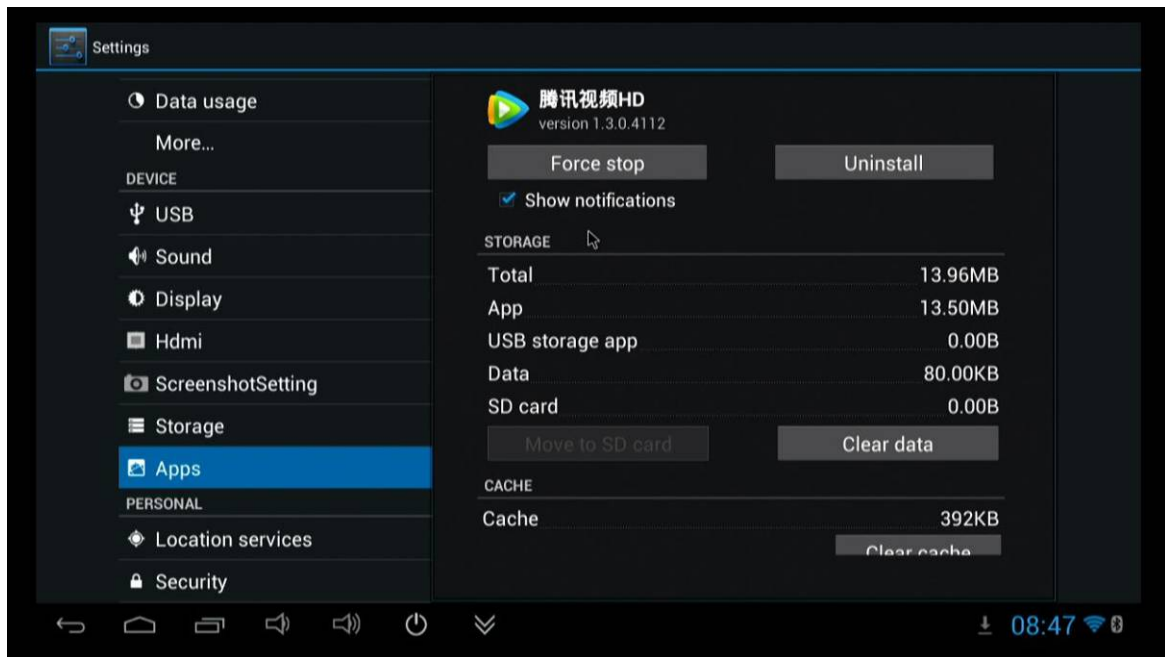 Settings
Data usage
More...
DEVICE
USB
Sound
Display
Hdmi
ScreenshotSetting
Storage
Apps
PERSONAL
Location services
Security
腾讯视频HD
version 1.3.0.4112
Force stop Uninstall
Show notifications
STORAGE
Total 13.96MB
App 13.50MB
USB storage app 0.00B
Data 80.00KB
SD card 0.00B
Move to SD card Clear data
CACHE
Cache 392KB
Clear cache
08:47